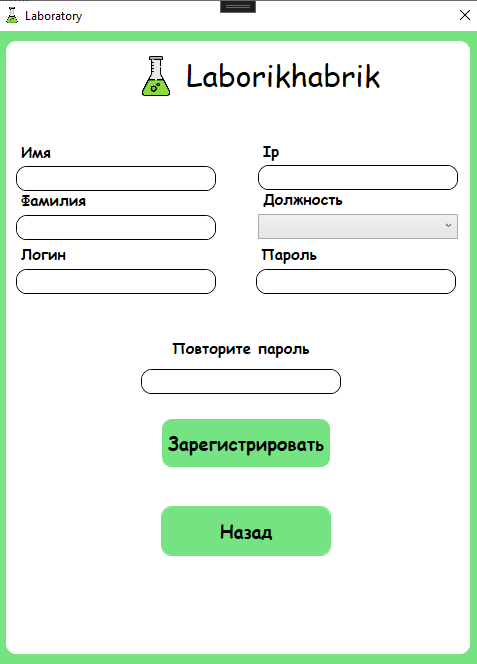 Laboratory
Laborikhabrik
Имя
Ip
Фамилия
Должность
Логин
Пароль
Повторите пароль
Зарегистрировать
Назад